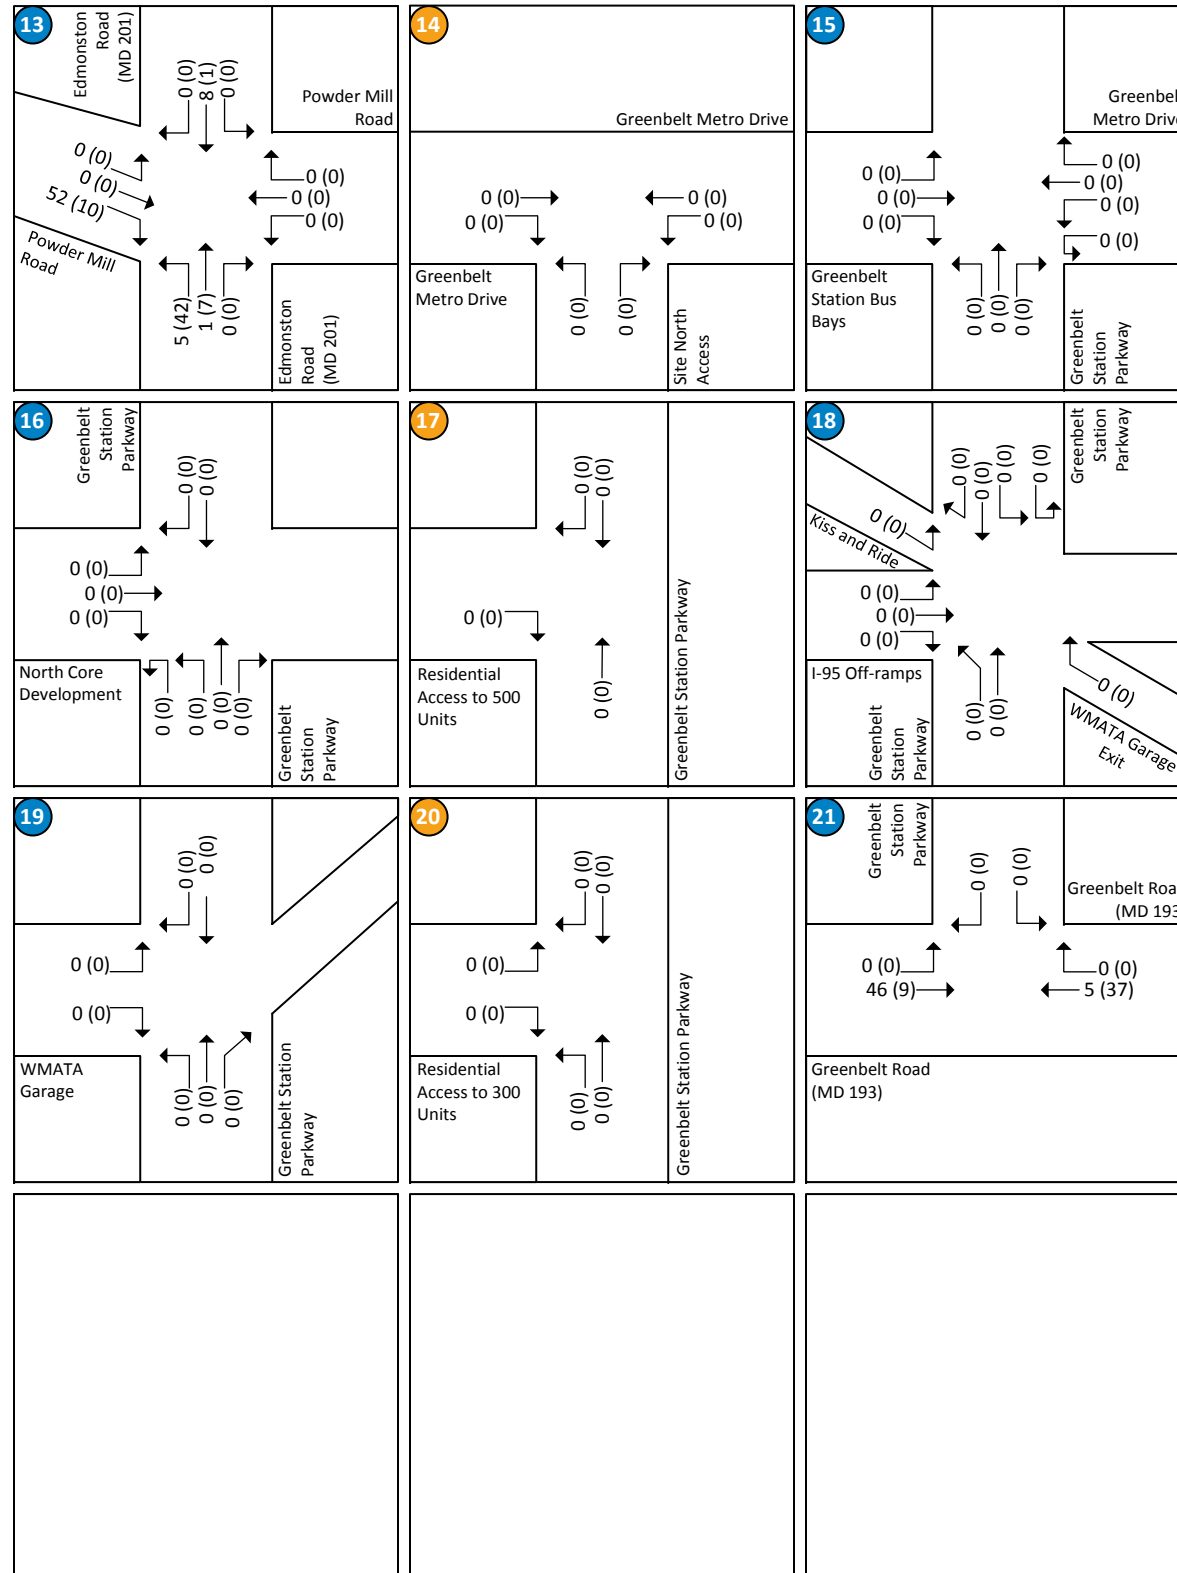 13
Edmonston
Road
(MD 201)
0 (0)
8 (1)
0 (0)
Powder Mill
Road
0 (0)
0 (0)
52 (10)
0 (0)
0 (0)
0 (0)
Powder Mill
Road
5 (42)
1 (7)
0 (0)
Edmonston
Road
(MD 201)
14
Greenbelt Metro Drive
0 (0)
0 (0)
0 (0)
0 (0)
Greenbelt
Metro Drive
0 (0)
0 (0)
Site North
Access
15
Greenbel
Metro Drive
0 (0)
0 (0)
0 (0)
0 (0)
0 (0)
0 (0)
0 (0)
Greenbelt
Station Bus
Bays
0 (0)
0 (0)
0 (0)
Greenbelt
Station
Parkway
16
Greenbelt
Station
Parkway
0 (0)
0 (0)
0 (0)
0 (0)
0 (0)
North Core
Development
0 (0)
0 (0)
0 (0)
0 (0)
Greenbelt
Station
Parkway
17
0 (0)
0 (0)
0 (0)
Residential
Access to 500
Units
0 (0)
Greenbelt Station Parkway
18
0 (0)
0 (0)
0 (0)
0 (0)
Greenbelt
Station
Parkway
0 (0)
Kiss and Ride
0 (0)
0 (0)
0 (0)
I-95 Off-ramps
Greenbelt
Station
Parkway
0 (0)
0 (0)
0 (0)
WMATA Garage
Exit
19
0 (0)
0 (0)
0 (0)
0 (0)
WMATA
Garage
0 (0)
0 (0)
0 (0)
Greenbelt Station
Parkway
20
0 (0)
0 (0)
0 (0)
0 (0)
Residential
Access to 300
Units
0 (0)
0 (0)
Greenbelt Station Parkway
21
Greenbelt
Station
Parkway
0 (0)
0 (0)
Greenbelt Roa
(MD 193
0 (0)
46 (9)
0 (0)
5 (37)
Greenbelt Road
(MD 193)